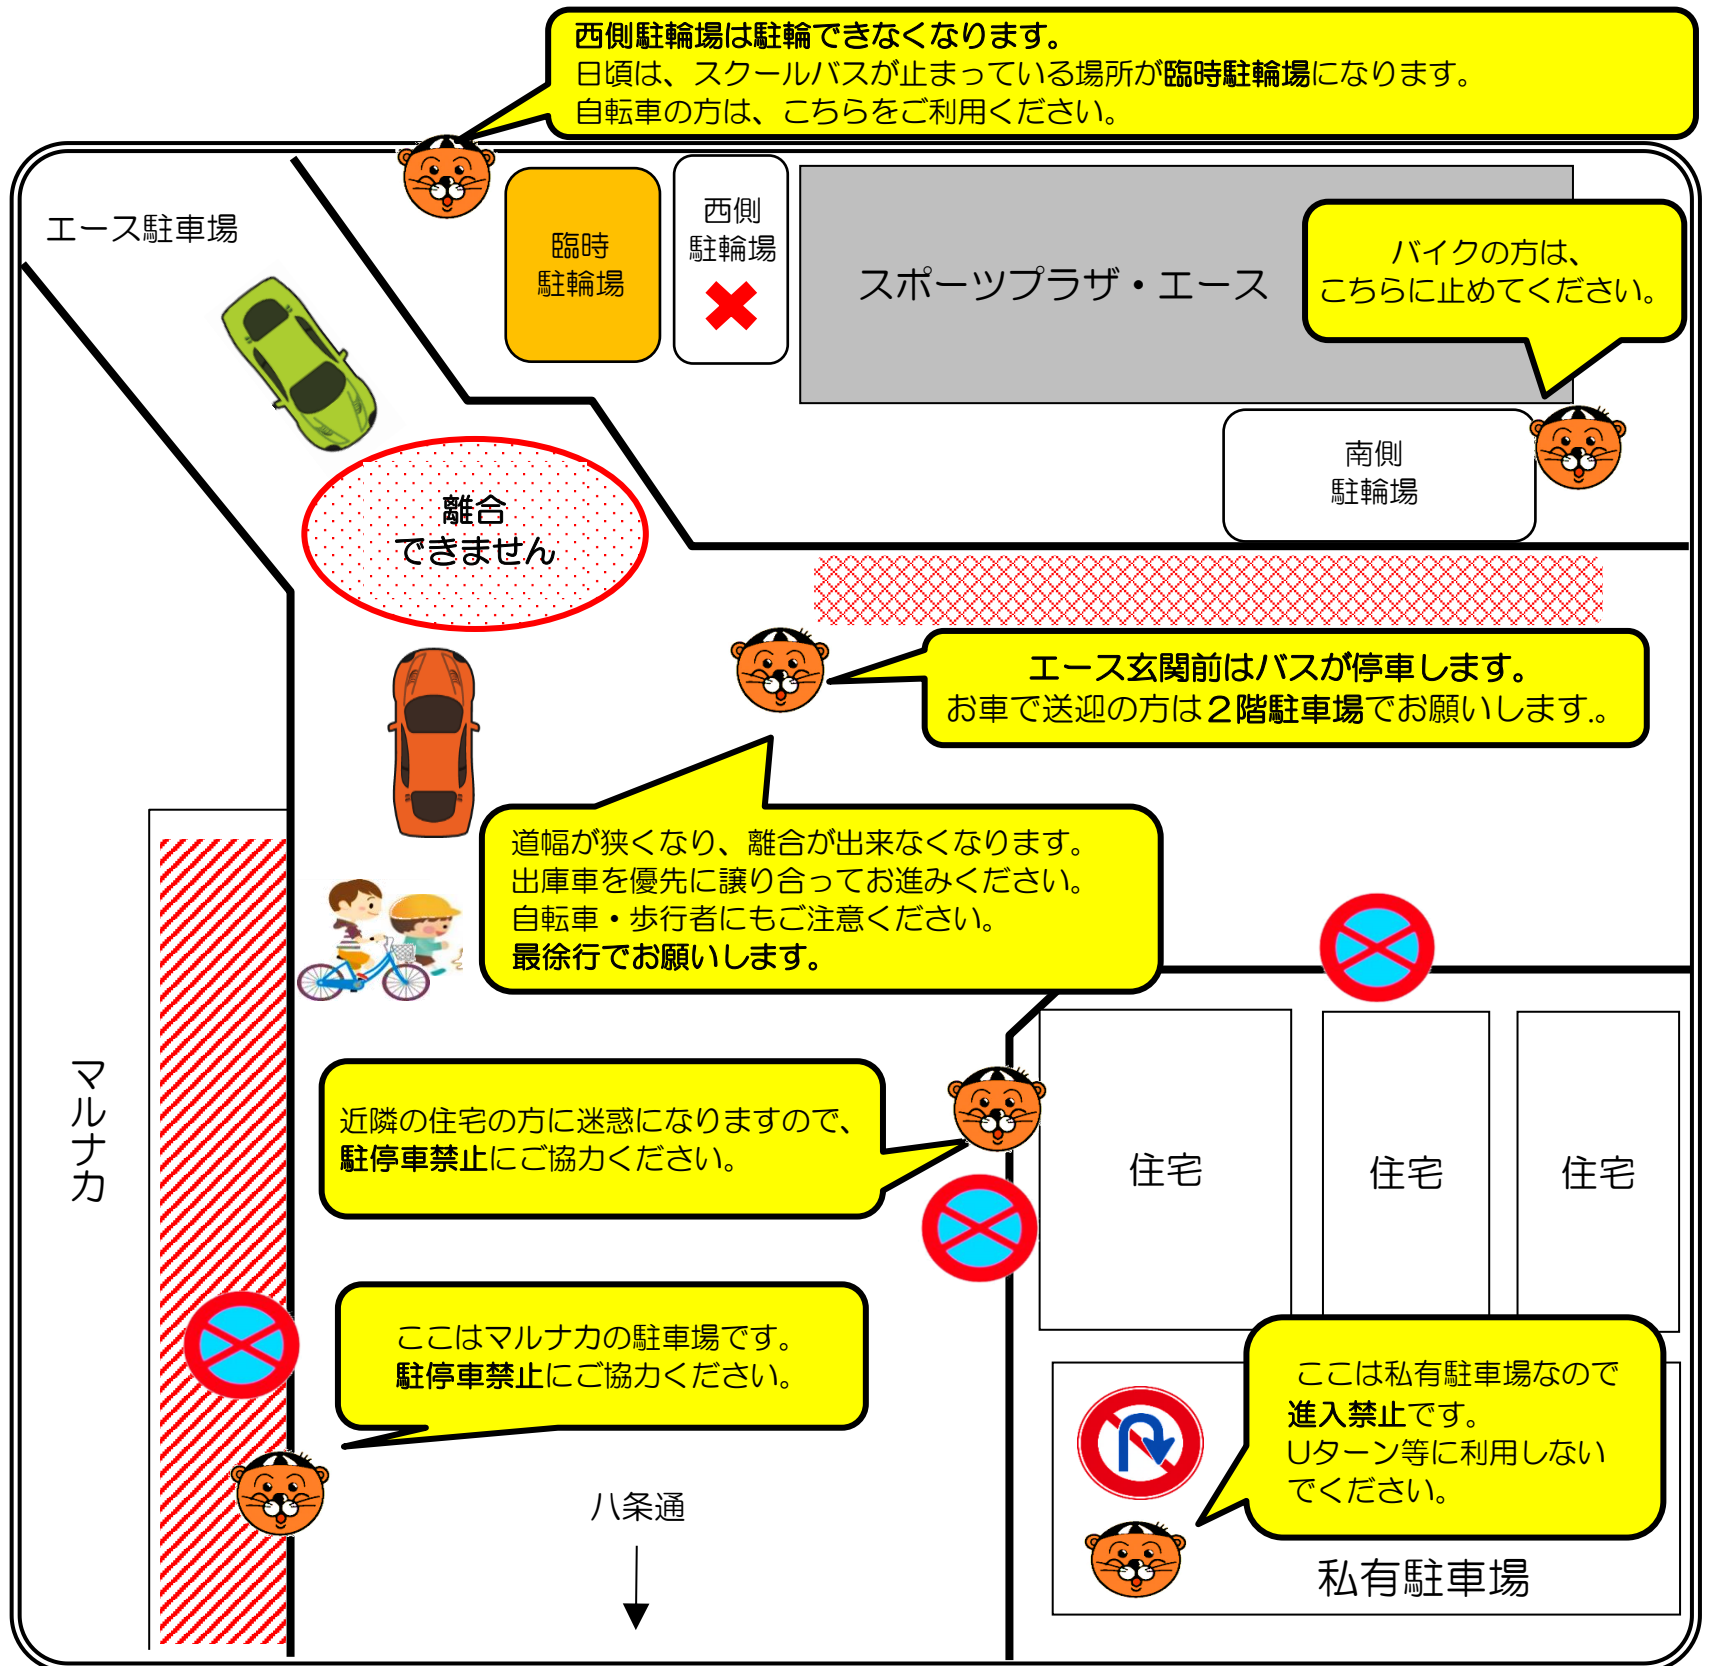 西側駐輪場は駐輪できなくなります。
日頃は、スクールバスが止まっている場所が臨時駐輪場になります。
自転車の方は、こちらをご利用ください。
エース駐車場
臨時
駐輪場
西側
駐輪場
スポーツプラザ・エース
バイクの方は、
こちらに止めてください。
南側
駐輪場
離合
できません
エース玄関前はバスが停車します。
お車で送迎の方は２階駐車場でお願いします.。
道幅が狭くなり、離合が出来なくなります。
出庫車を優先に譲り合ってお進みください。
自転車・歩行者にもご注意ください。
最徐行でお願いします。
マルナカ
近隣の住宅の方に迷惑になりますので、
駐停車禁止にご協力ください。
住宅
住宅
住宅
ここはマルナカの駐車場です。
駐停車禁止にご協力ください。
ここは私有駐車場なので
進入禁止です。
Uターン等に利用しない
でください。
八条通
私有駐車場